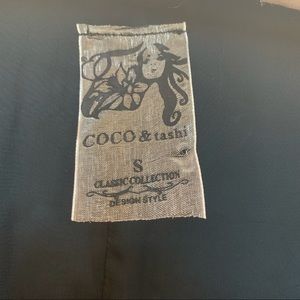 COCO & tashi
S
CLASSIC COLLECTION
DESIGN STYLE